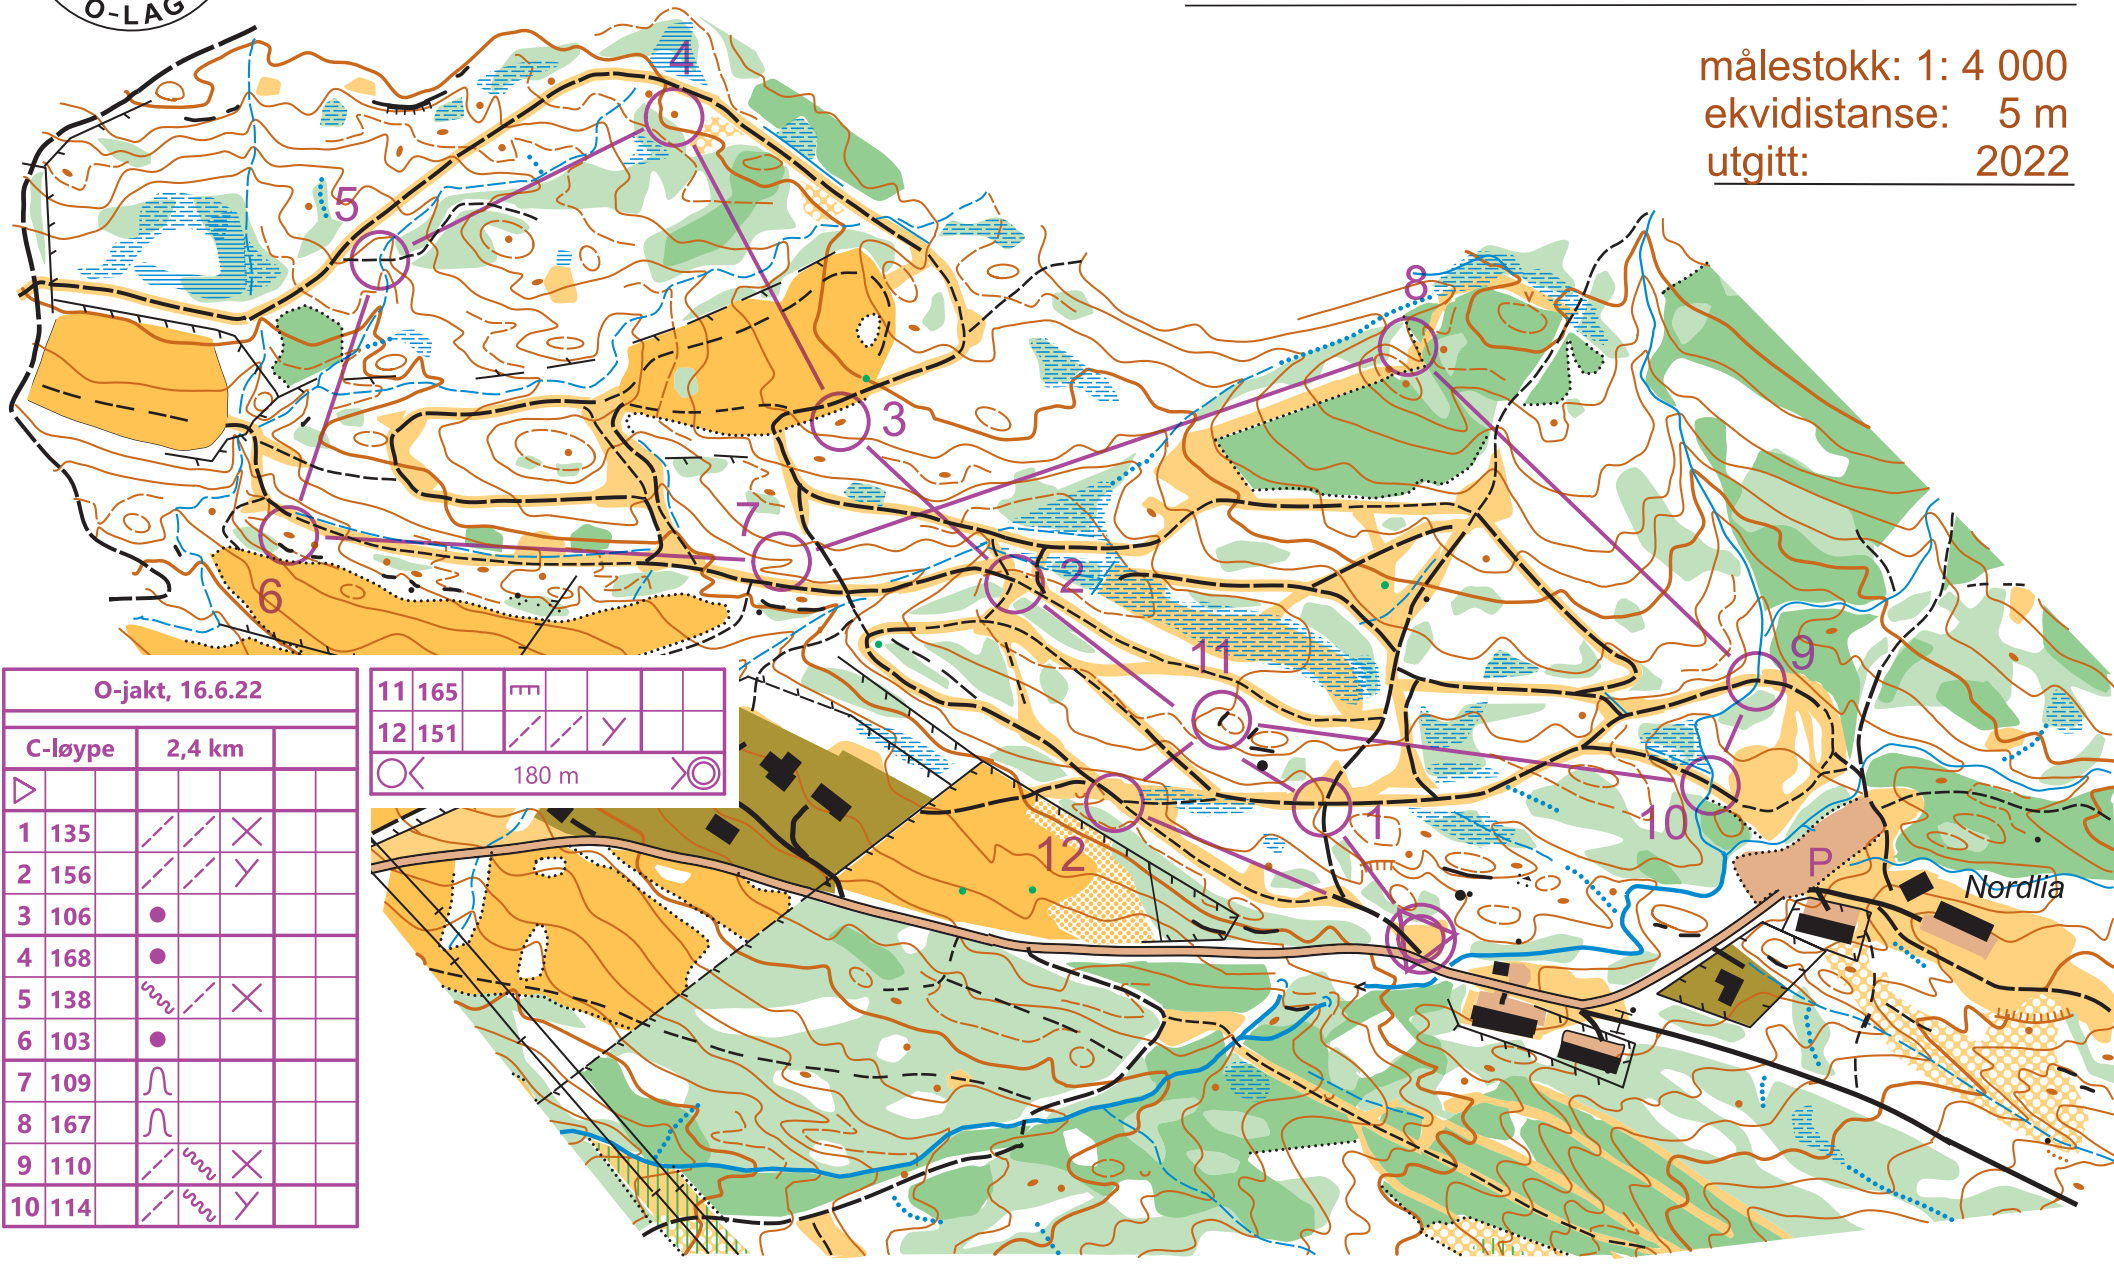 O-LAG
målestokk: 1: 4 000
ekvidistanse: 5 m
utgitt: 2022
4
5
8
3
7
2
6
11
9
1
10
12
P
Nordlia
O-jakt, 16.6.22
C-løype 2,4 km
1 135
2 156
3 106
4 168
5 138
6 103
7 109
8 167
9 110
10 114
11 165
12 151
180 m